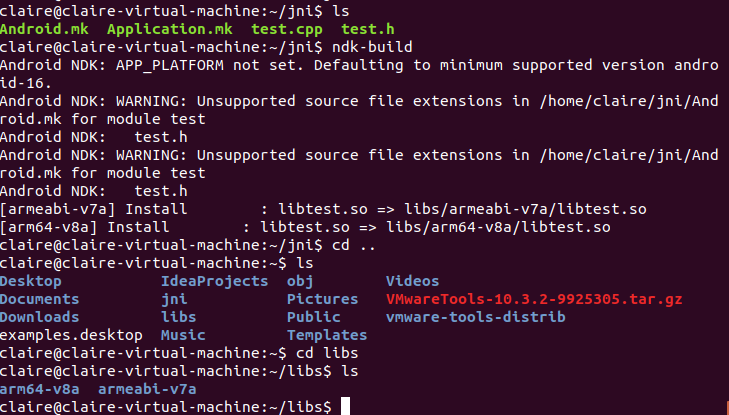 claire@claire-virtual-machine:~/jni$ ls
Android.mk  Application.mk  test.cpp  test.h
claire@claire-virtual-machine:~/jni$ ndk-build
Android NDK: APP_PLATFORM not set. Defaulting to minimum supported version andro
id-16.
Android NDK: WARNING: Unsupported source file extensions in /home/claire/jni/And
roid.mk for module test
Android NDK:   test.h
Android NDK: WARNING: Unsupported source file extensions in /home/claire/jni/And
roid.mk for module test
Android NDK:   test.h
[armeabi-v7a] Install        : libtest.so => libs/armeabi-v7a/libtest.so
[arm64-v8a] Install        : libtest.so => libs/arm64-v8a/libtest.so
claire@claire-virtual-machine:~/jni$ cd ..
claire@claire-virtual-machine:~$ ls
Desktop           IdeaProjects  obj        Videos
Documents         jni           Pictures   VMwareTools-10.3.2-9925305.tar.gz
Downloads         libs          Public     vmware-tools-distrib
examples.desktop  Music         Templates
claire@claire-virtual-machine:~$ cd libs
claire@claire-virtual-machine:~/libs$ ls
arm64-v8a  armeabi-v7a
claire@claire-virtual-machine:~/libs$